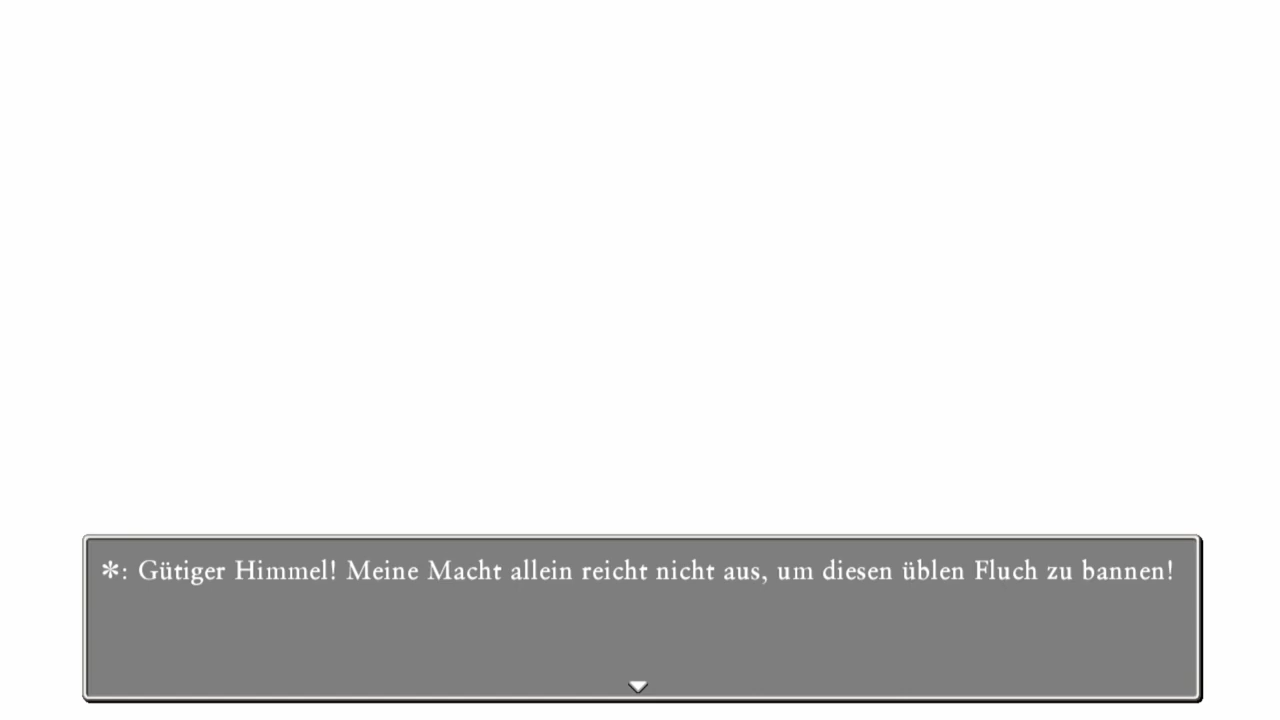 *: Gütiger Himmel! Meine Macht allein reicht nicht aus, um diesen üblen Fluch zu bannen!